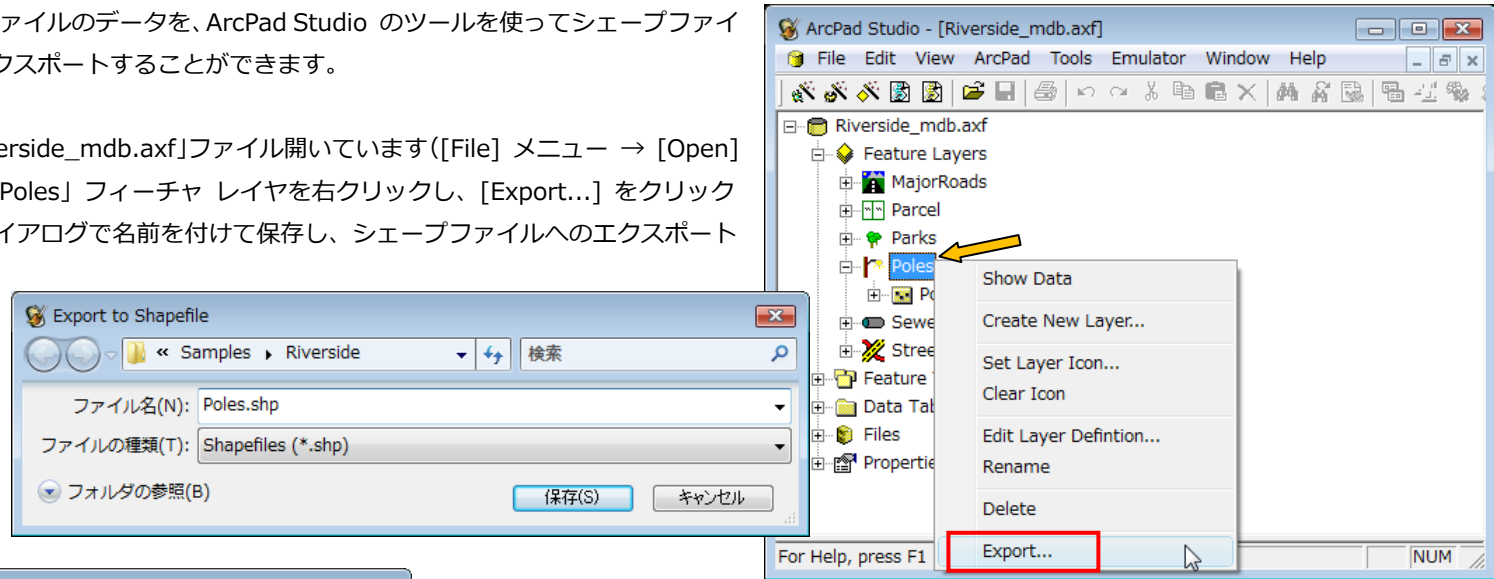 ァイルのデータを、ArcPad Studio のツールを使ってシェープファイ
クスポートすることができます。
erside_mdb.axf」ファイル開いています([File] メニュー → [Open]
Poles」フィーチャ レイヤを右クリックし、[Export...] をクリック
イアログで名前を付けて保存し、シェープファイルへのエクスポート
Export to Shapefile
« Samples Riverside
検索
ファイル名(N): Poles.shp
ファイルの種類(T): Shapefiles (*.shp)
フォルダの参照(B)
保存(S)
キャンセル
ArcPad Studio - [Riverside_mdb.axf]
File Edit View ArcPad Tools Emulator Window Help
Riverside_mdb.axf
Feature Layers
MajorRoads
Parcel
Parks
Poles
Po
Sewe
Stree
Feature
Data Tab
Files
Propertie
Show Data
Create New Layer...
Set Layer Icon...
Clear Icon
Edit Layer Defintion...
Rename
Delete
Export...
For Help, press F1
NUM